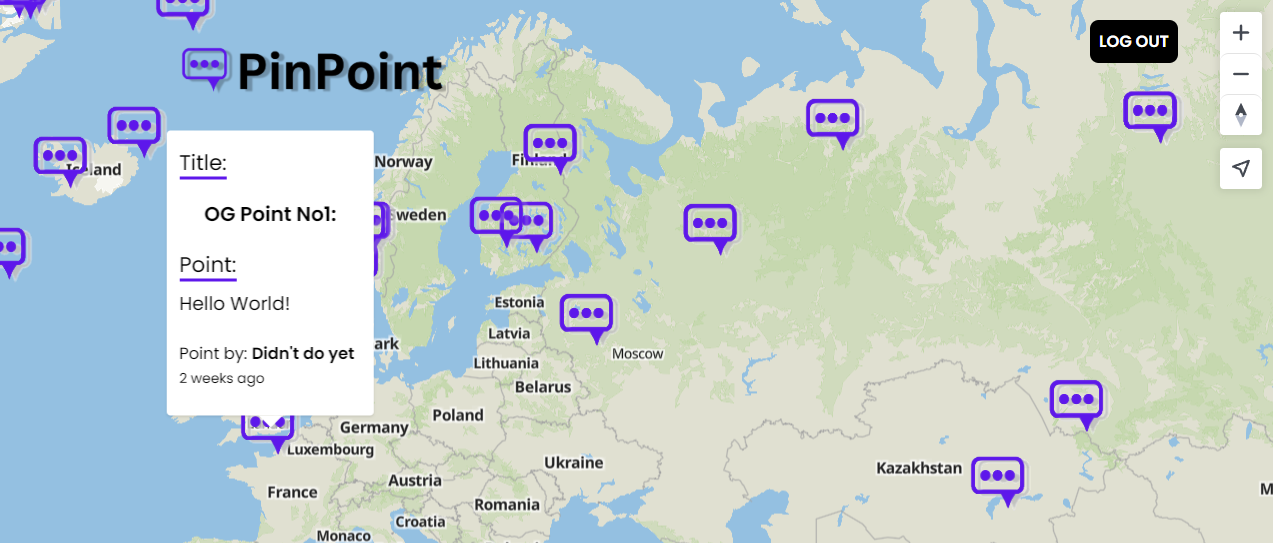 PinPoint
LOG OUT
Title:
OG Point No1:
Point:
Hello World!
Point by: Didn't do yet
2 weeks ago
Norway
Finland
Iceland
Sweden
Estonia
Latvia
Moscow
ark
Lithuania
Belarus
Poland
Germany
Luxembourg
Ukraine
Kazakhstan
Austria
France
Romania
Croatia
Monaco
M